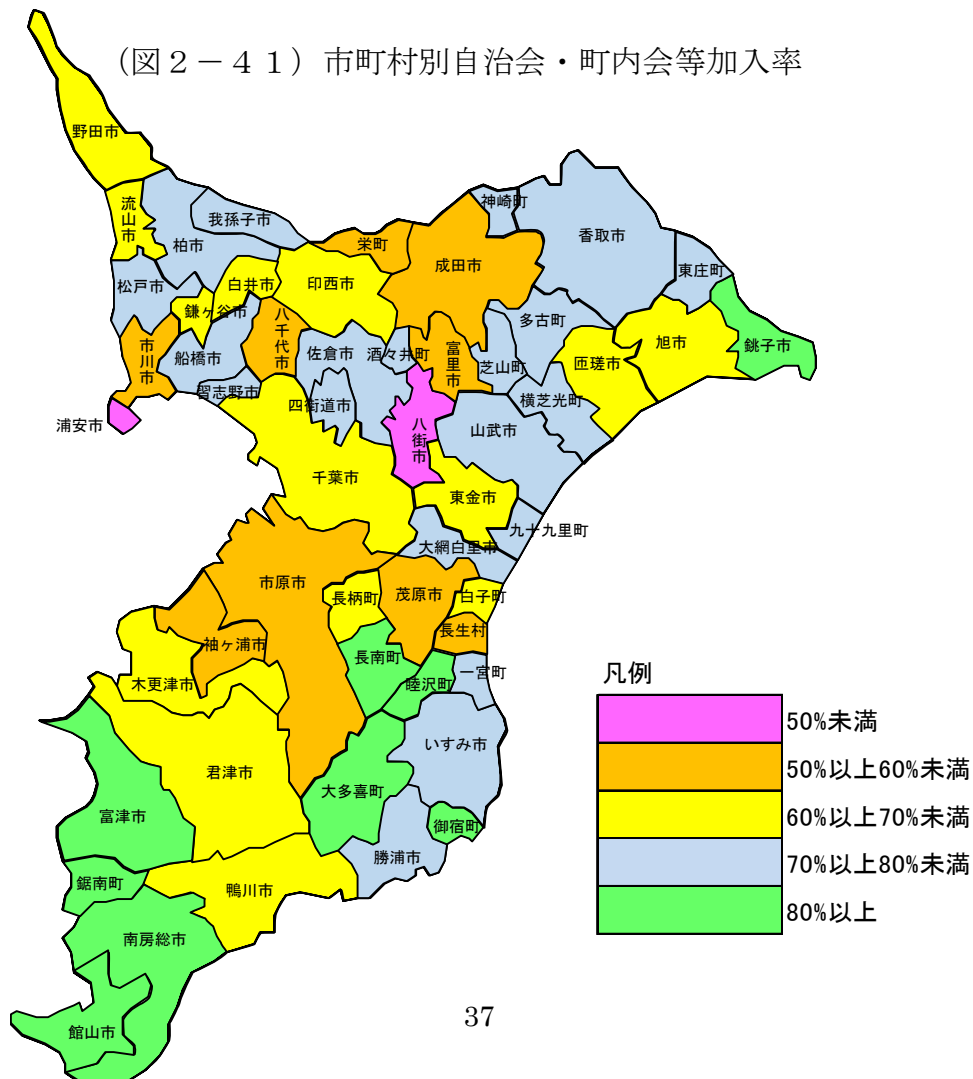 （図２－４１）市町村別自治会・町内会等加入率
野田市
流山市
柏市
我孫子市
松戸市
鎌ヶ谷市
白井市
印西市
栄町
成田市
神崎町
香取市
東庄町
銚子市
旭市
匝瑳市
多古町
芝山町
横芝光町
市川市
船橋市
八千代市
習志野市
佐倉市
酒々井町
富里市
四街道市
八街市
山武市
浦安市
千葉市
東金市
九十九里町
大網白里市
市原市
長柄町
茂原市
白子町
長生村
袖ヶ浦市
木更津市
長南町
睦沢町
一宮町
いすみ市
君津市
大多喜町
富津市
御宿町
勝浦市
鋸南町
鴨川市
南房総市
館山市
凡例
50%未満
50%以上60%未満
60%以上70%未満
70%以上80%未満
80%以上
37